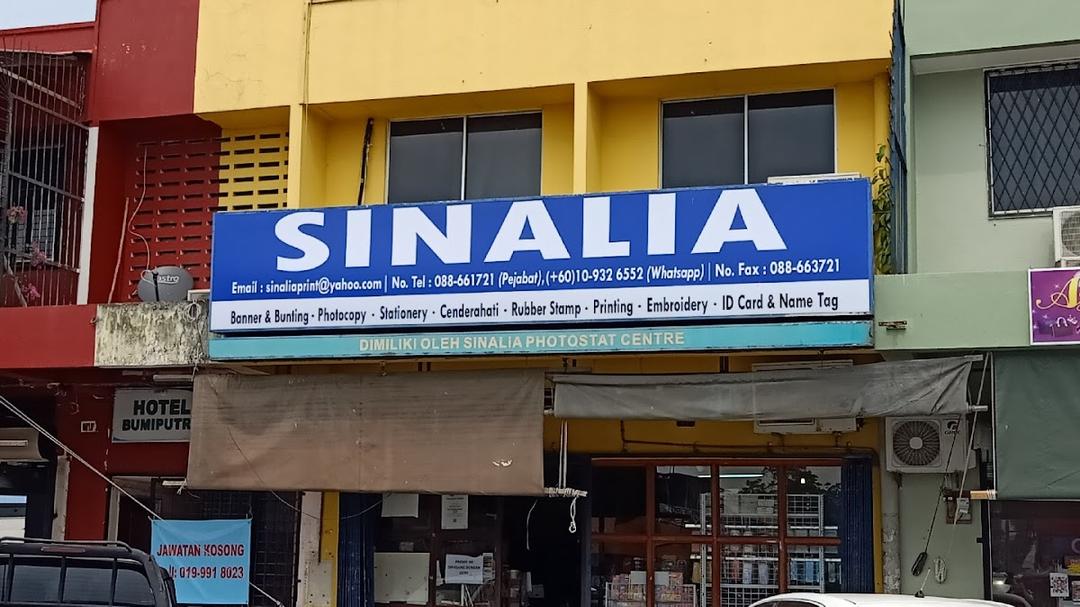 SINALIA
Email : sinaliaprint@yahoo.com | No. Tel : 088-661721 (Pejabat), (+60)10-932 6552 (Whatsapp) | No. Fax : 088-663721
Banner & Bunting · Photocopy · Stationery · Cenderahati · Rubber Stamp · Printing · Embroidery · ID Card & Name Tag
DIMILIKI OLEH SINALIA PHOTOSTAT CENTRE
astro
HOTEL
BUMIPUTR
JAWATAN KOSONG
019-991 8023